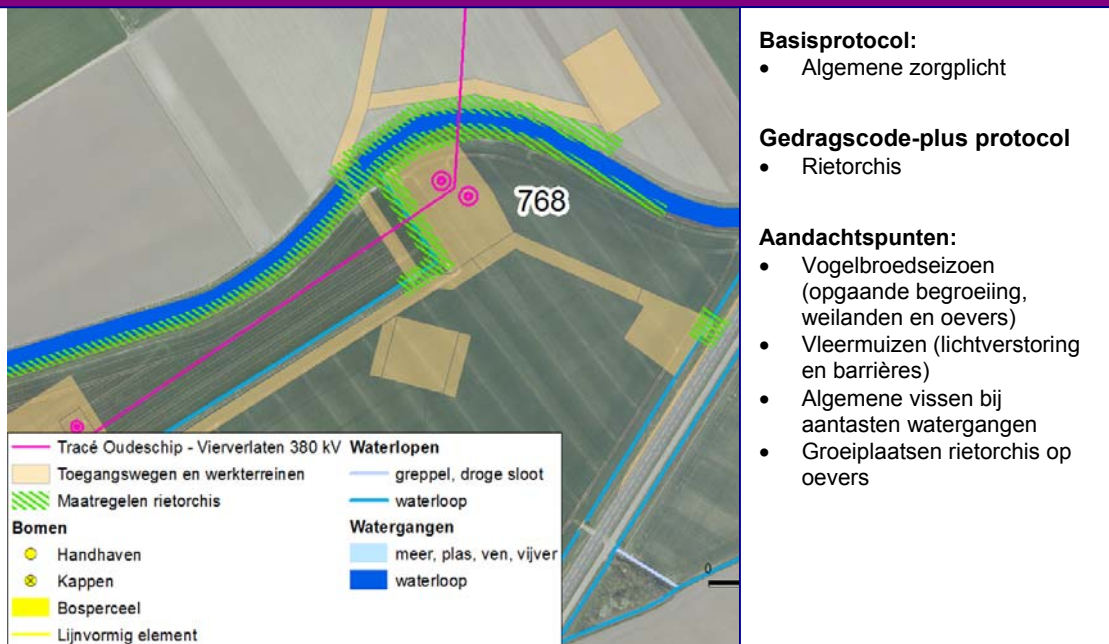 768
Tracé Oudeschip - Vierverlaten 380 kV
Toegangswegen en werkterreinen
Maatregelen rietorchis
Bomen
Handhaven
Kappen
Bosperceel
Lijnvormig element
Waterlopen
greppel, droge sloot
waterloop
Watergangen
meer, plas, ven, vijver
waterloop
0
Basisprotocol:
• Algemene zorgplicht
Gedragscode-plus protocol
• Rietorchis
Aandachtspunten:
• Vogelbroedseizoen
(opgaande begroeiing,
weilanden en oevers)
• Vleermuizen (lichtverstoring
en barrières)
• Algemene vissen bij
aantasten watergangen
• Groeiplaatsen rietorchis op
oevers